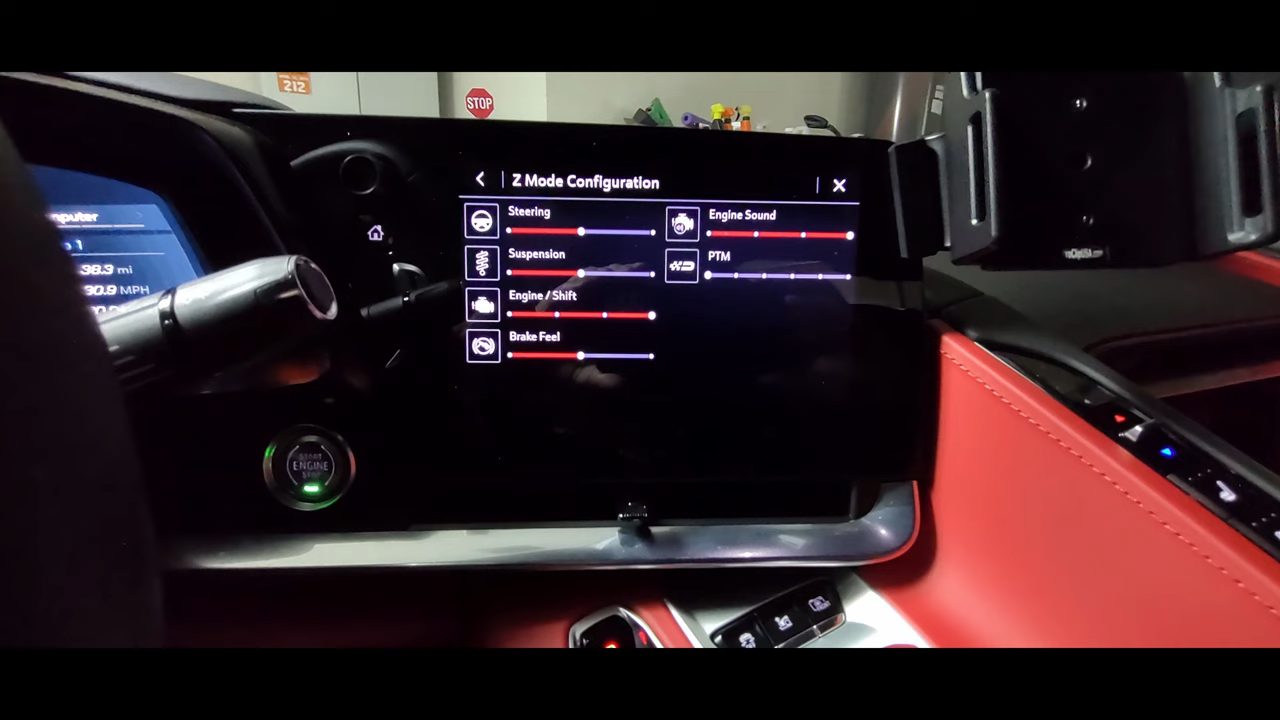 212
STOP
Z Mode Configuration
Steering
Engine Sound
Suspension
PTM
Engine / Shift
Brake Feel
mputer
38.3 mi
30.9 MPH
START
ENGINE
STOP